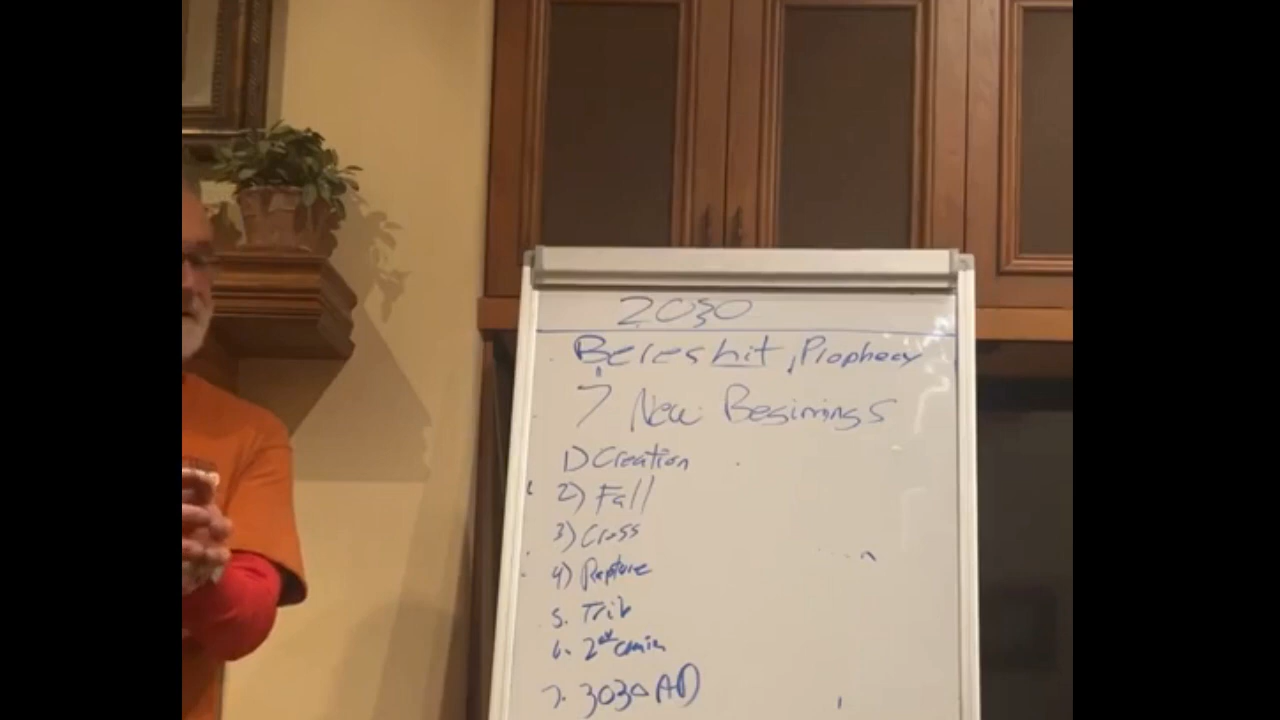 2030
Bereshit, Prophecy
7 New Beginnings
1) Creation
2) Fall
3) Cross
4) Rapture
5. Trib
6. 2nd Comin
7. 3030 AD